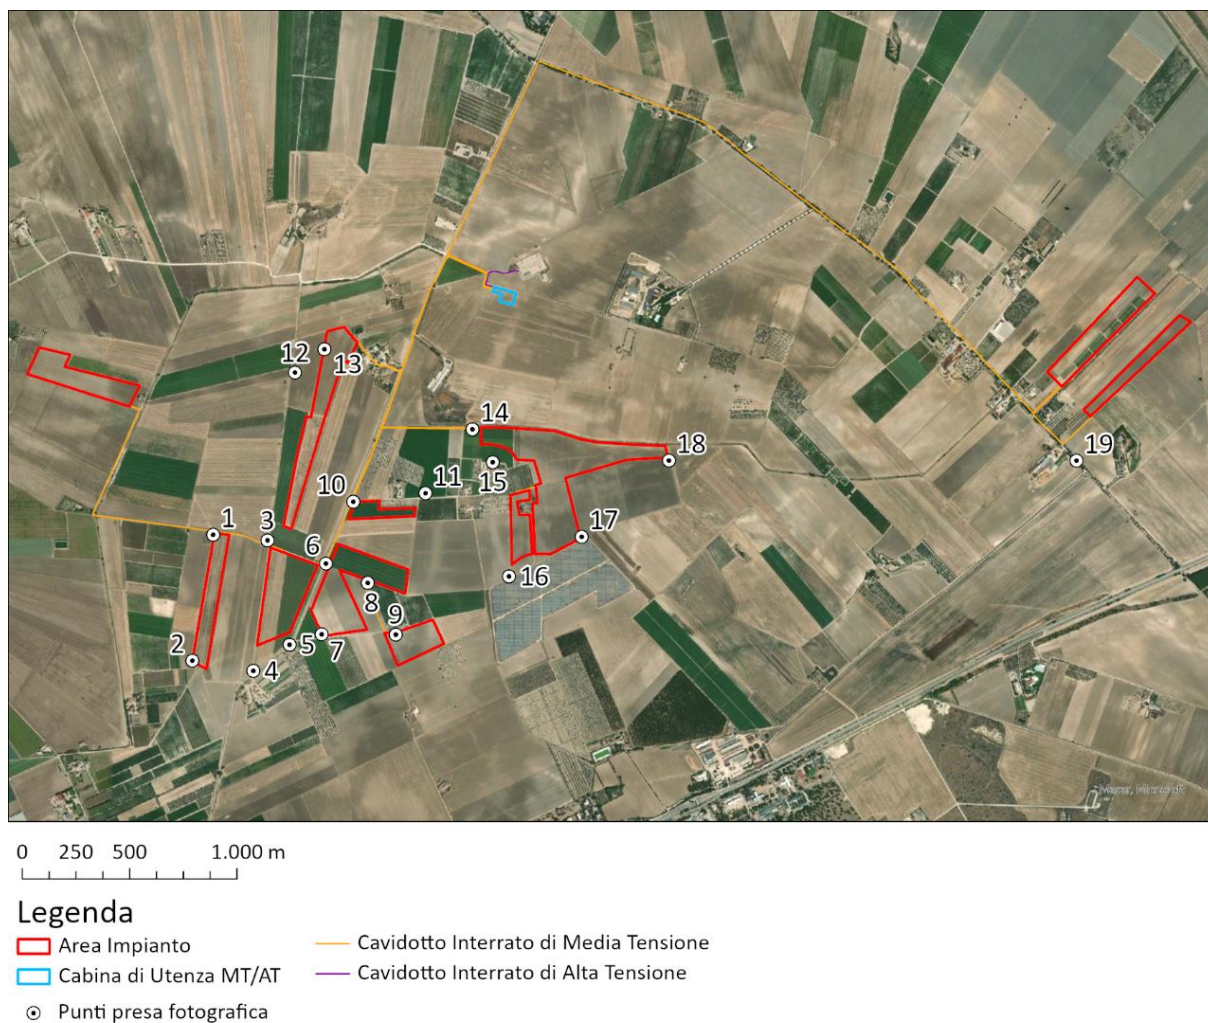 12
13
14
18
19
15
11
10
1
3
17
6
16
8
9
2
5
7
4
Maxar, Microsoft
0 250 500 1.000 m
Legenda
Area Impianto
Cabina di Utenza MT/AT
Punti presa fotografica
Cavidotto Interrato di Media Tensione
Cavidotto Interrato di Alta Tensione